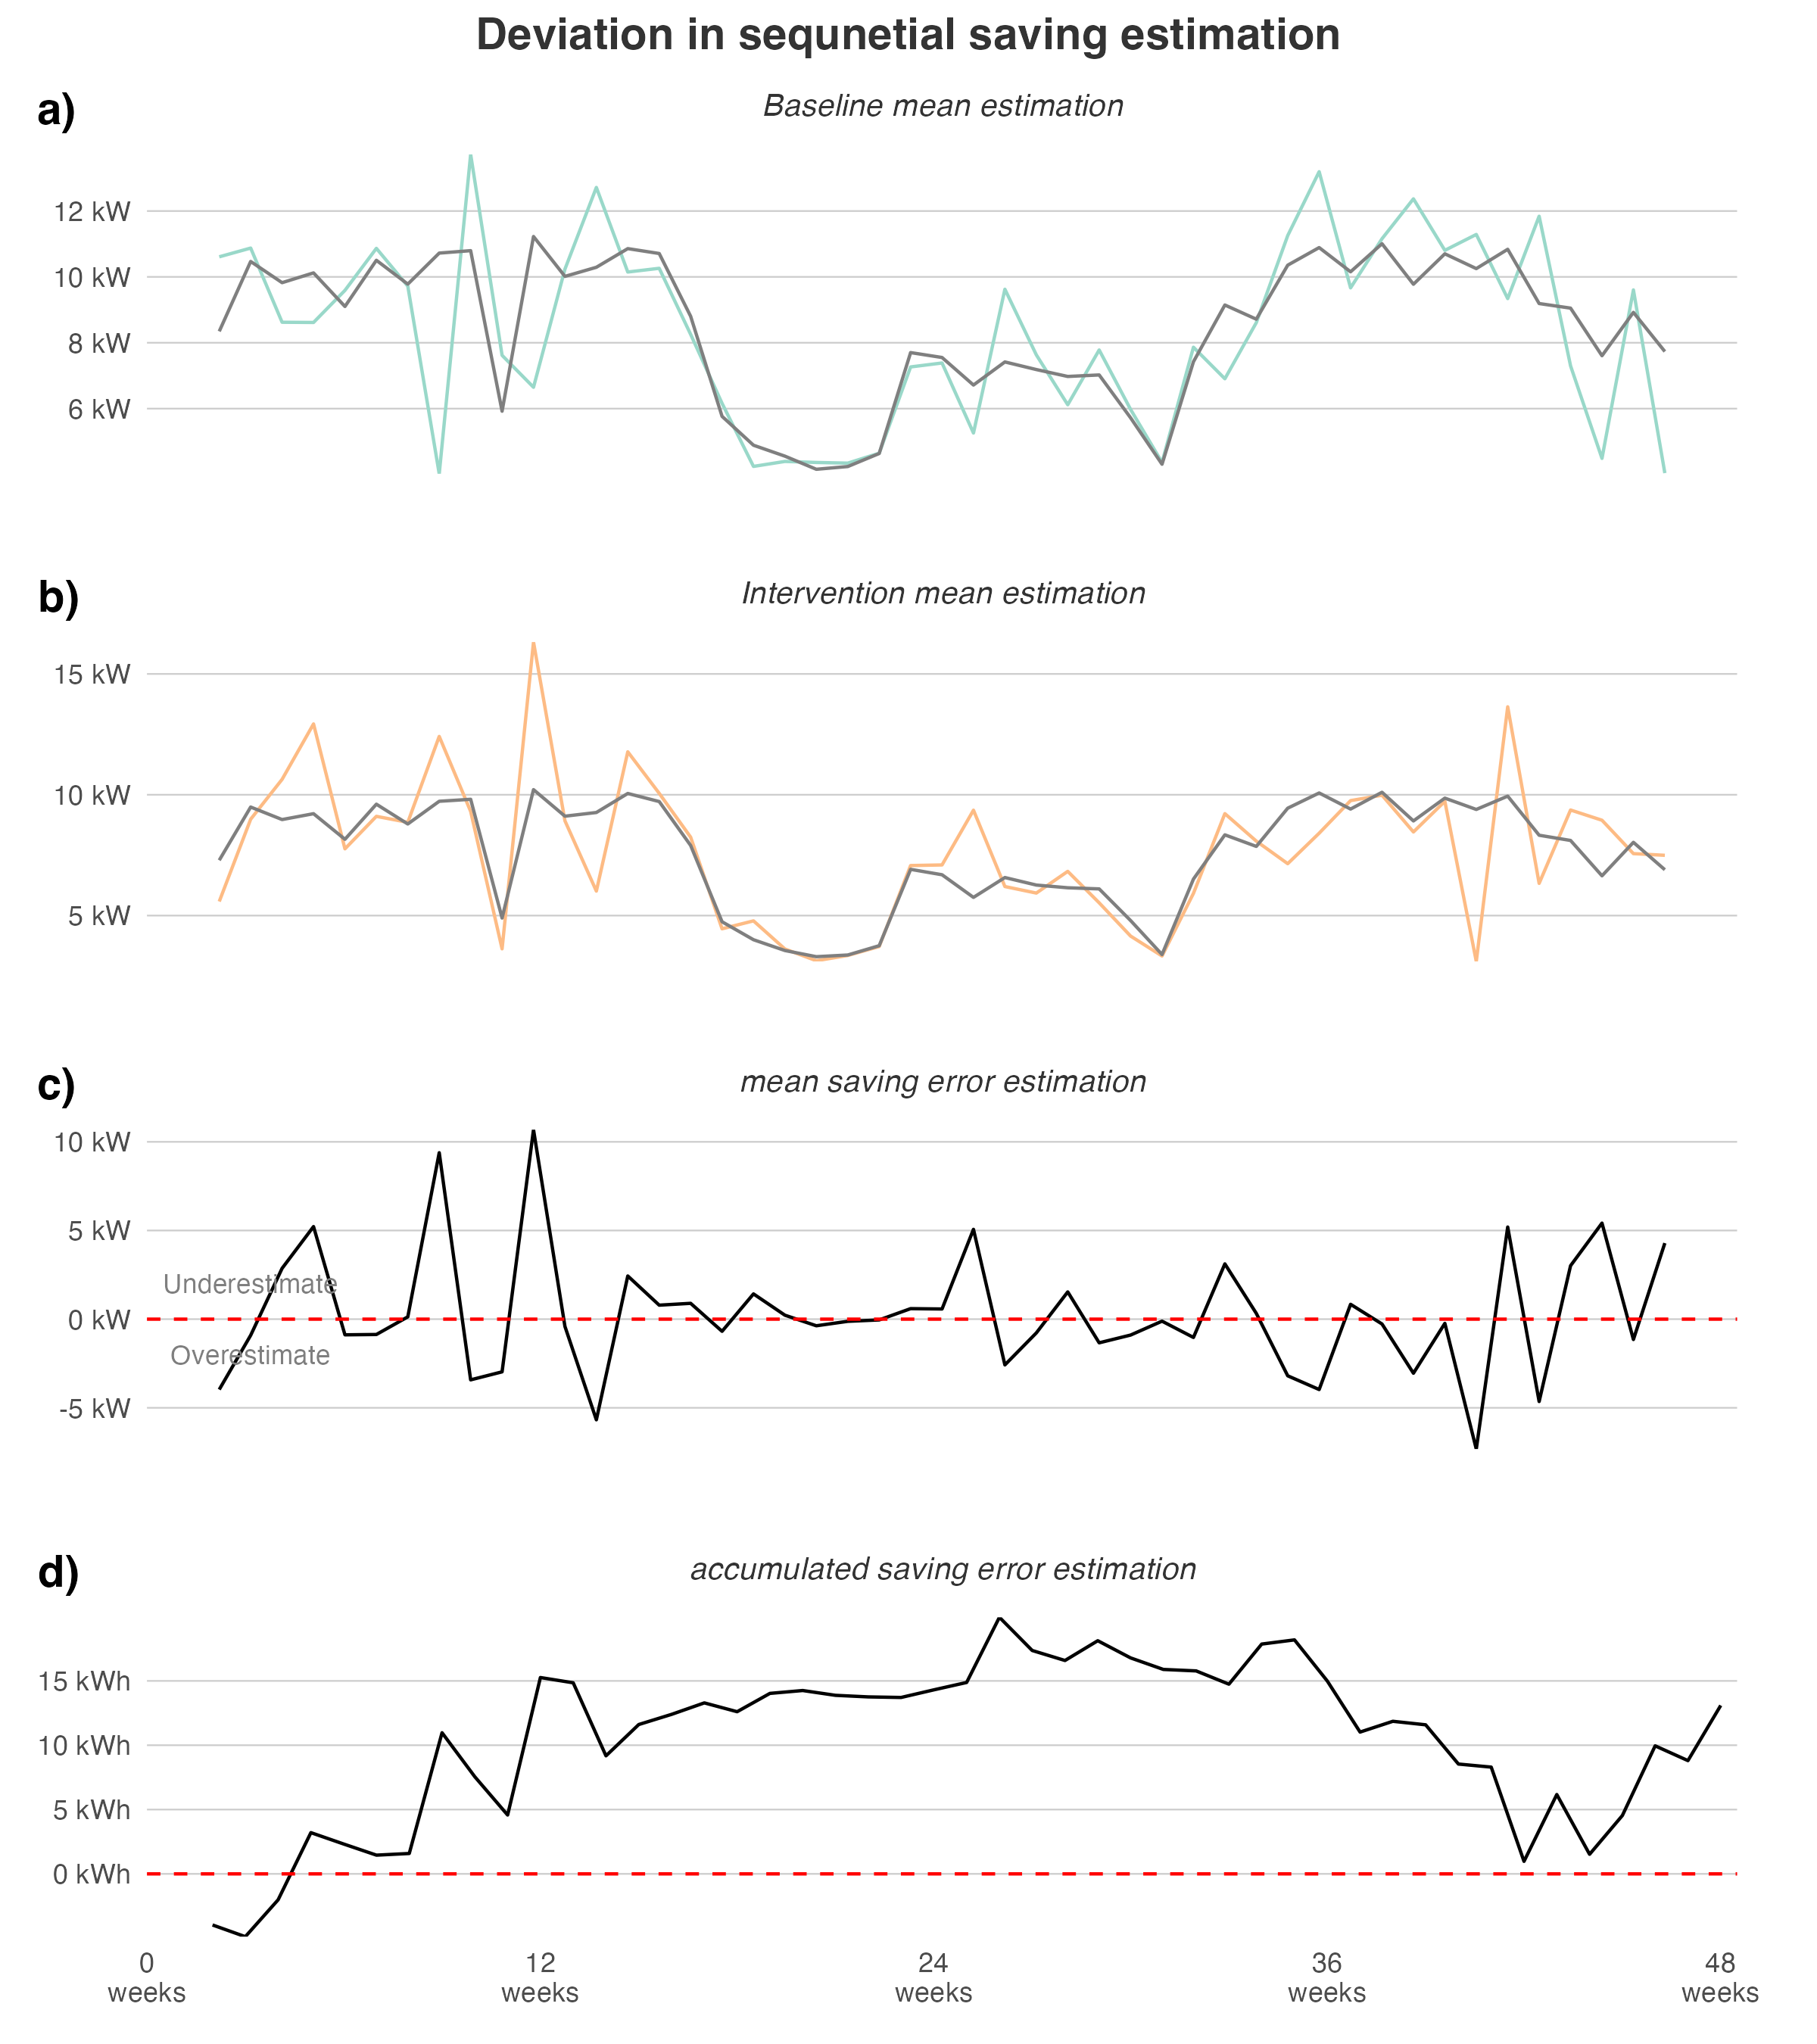 Deviation in sequnetial saving estimation
a)
Baseline mean estimation
12 kW
10 kW
8 kW
6 kW
b)
Intervention mean estimation
15 kW
10 kW
5 kW
c)
mean saving error estimation
10 kW
5 kW
Underestimate
0 kW
Overestimate
-5 kW
d)
accumulated saving error estimation
15 kWh
10 kWh
5 kWh
0 kWh
0 12 24 36 48
weeks weeks weeks weeks weeks